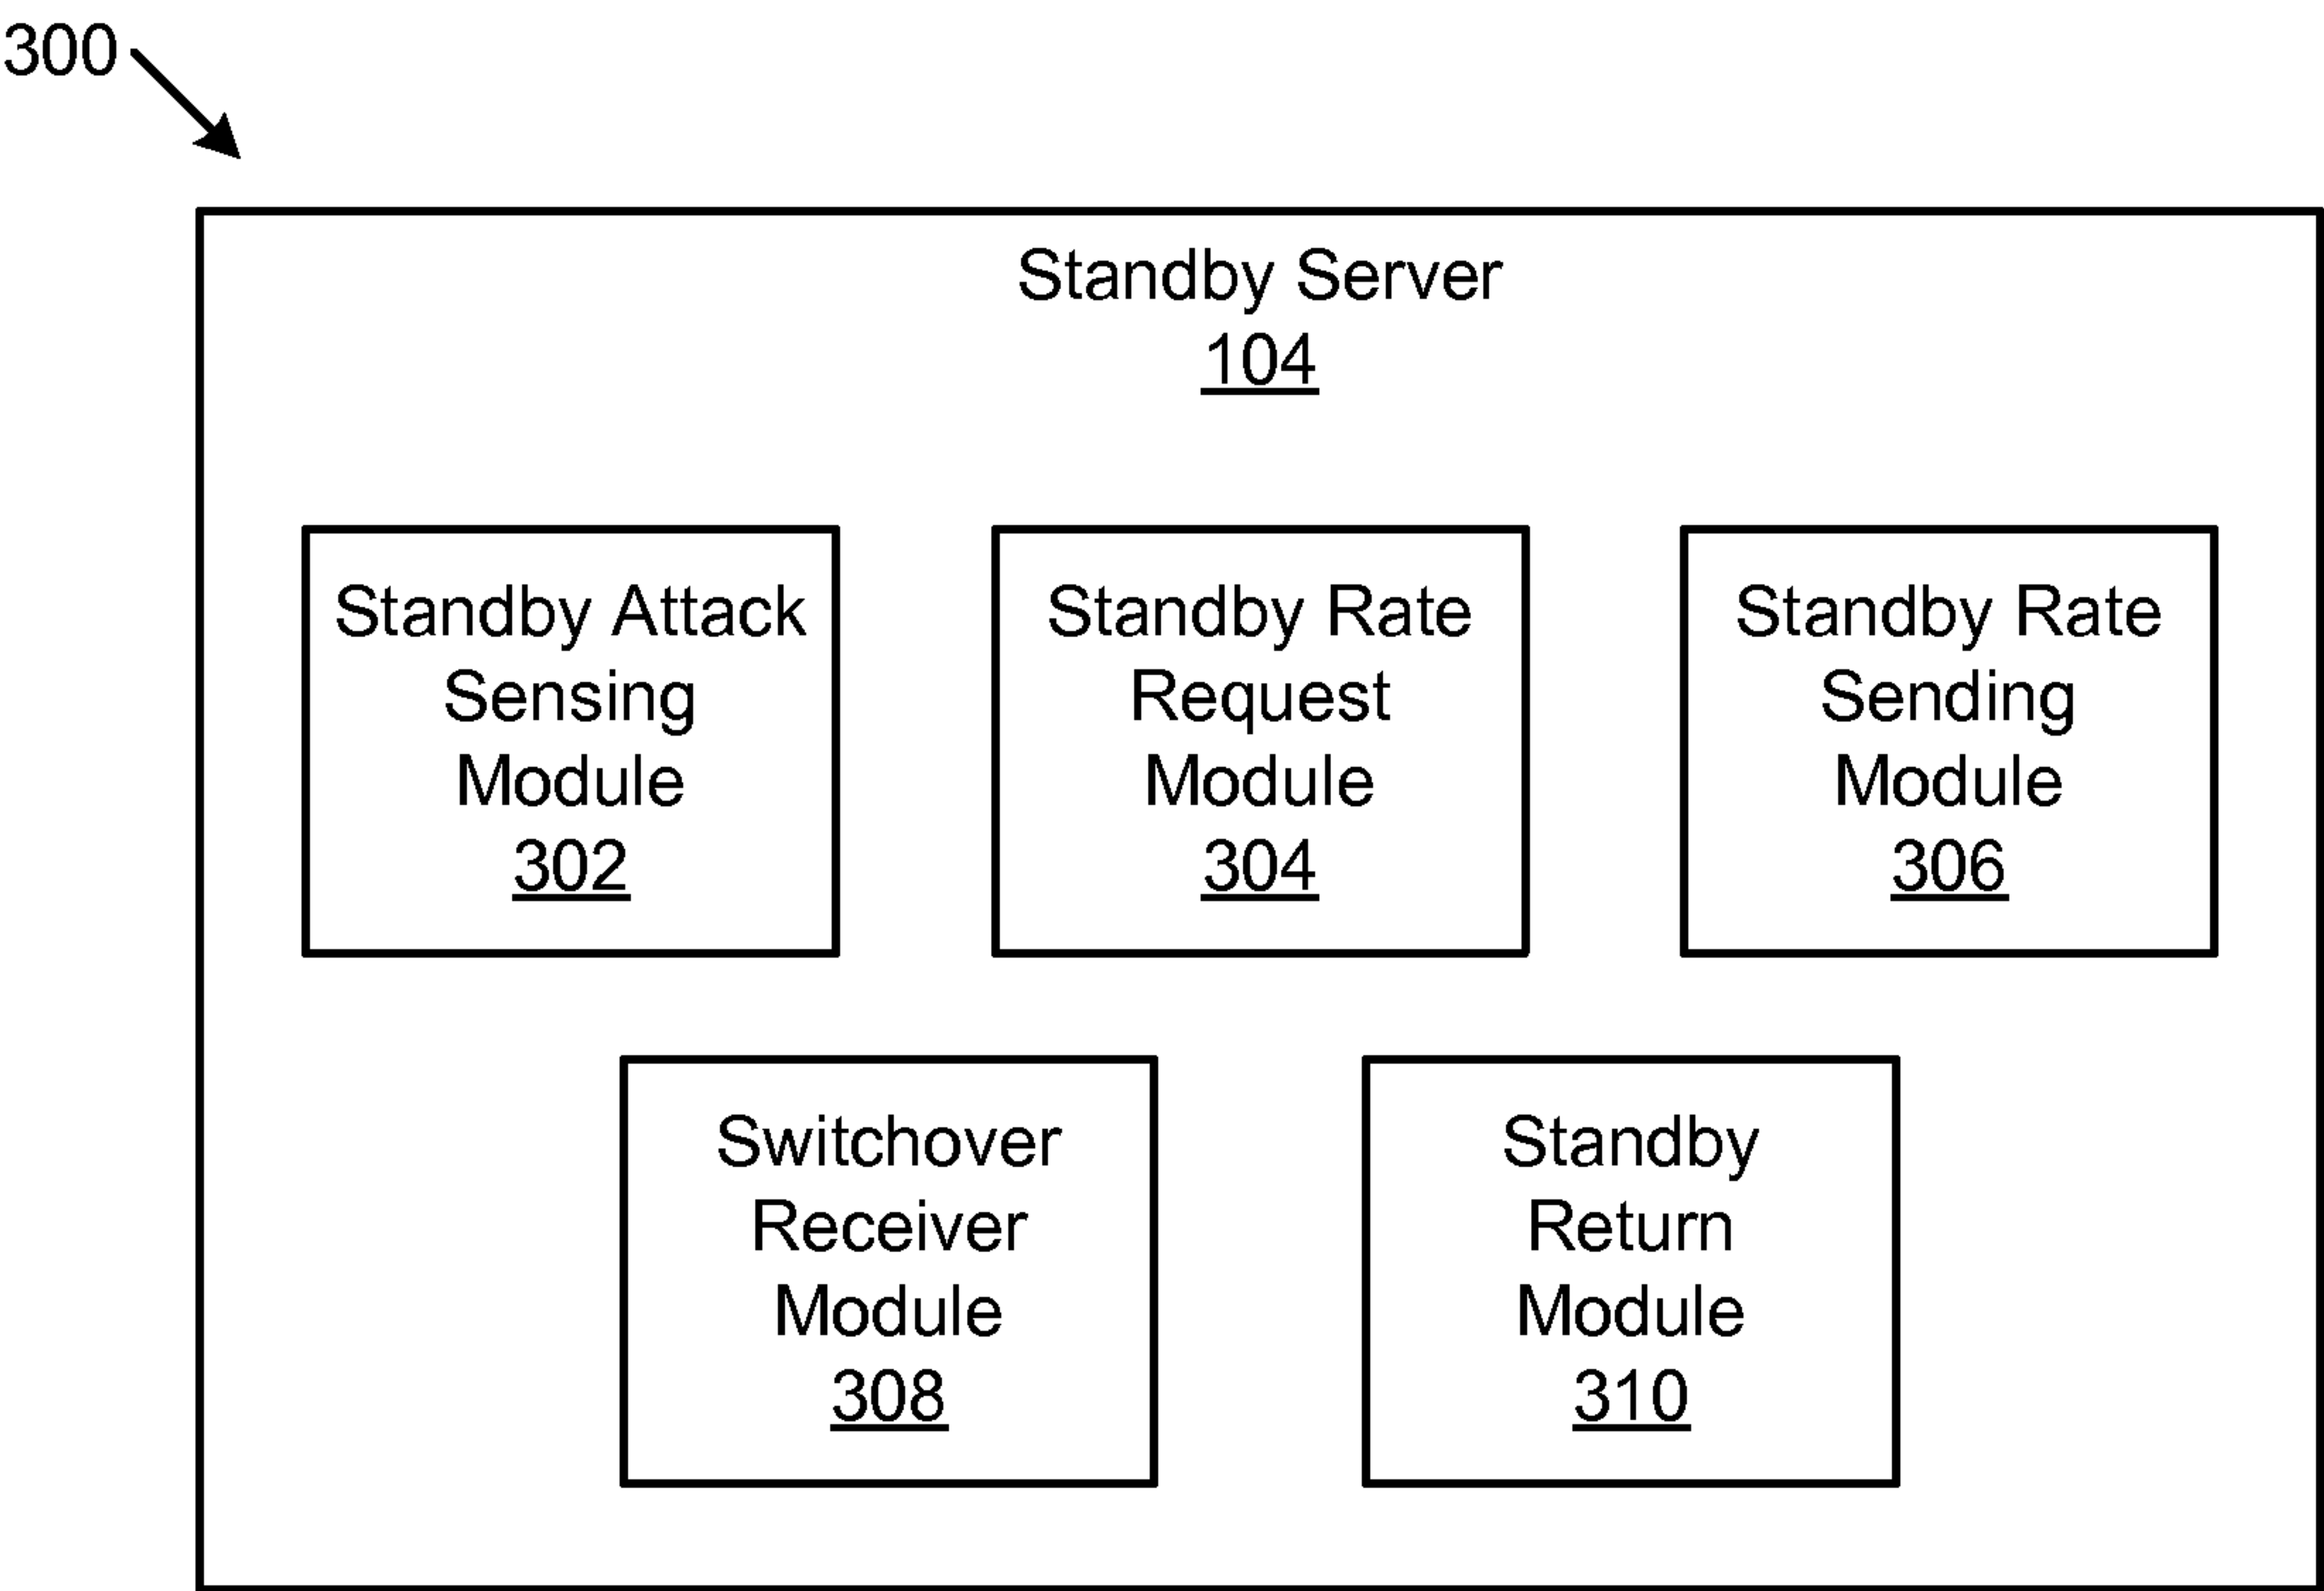 300
Standby Server
104
Standby Attack
Sensing
Module
302
Standby Rate
Request
Module
304
Standby Rate
Sending
Module
306
Switchover
Receiver
Module
308
Standby
Return
Module
310